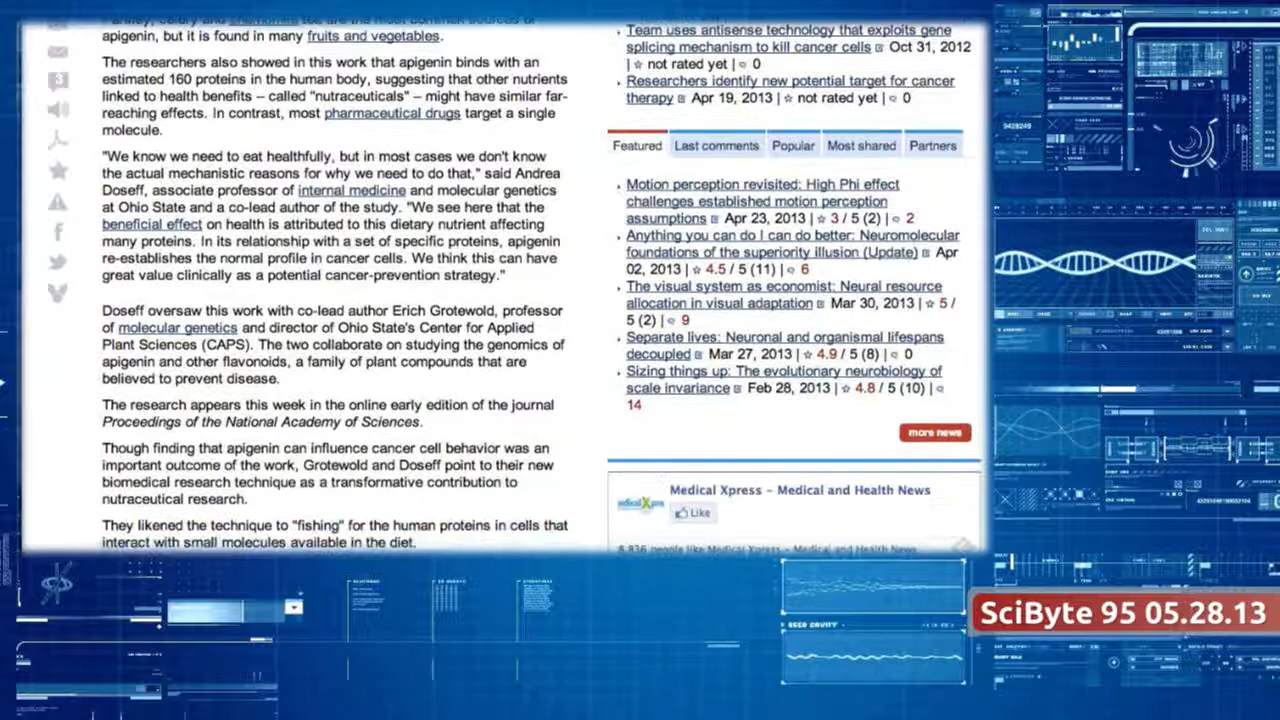 apigenin, but it is found in many fruits and vegetables.
The researchers also showed in this work that apigenin binds with an
estimated 160 proteins in the human body, suggesting that other nutrients
linked to health benefits – called "nutraceuticals" – might have similar far-
reaching effects. In contrast, most pharmaceutical drugs target a single
molecule.
"We know we need to eat healthfully, but in most cases we don't know
the actual mechanistic reasons for why we need to do that," said Andrea
Doseff, associate professor of internal medicine and molecular genetics
at Ohio State and a co-lead author of the study. "We see here that the
beneficial effect on health is attributed to this dietary nutrient affecting
many proteins. In its relationship with a set of specific proteins, apigenin
re-establishes the normal profile in cancer cells. We think this can have
great value clinically as a potential cancer-prevention strategy."
Doseff oversaw this work with co-lead author Erich Grotewold, professor
of molecular genetics and director of Ohio State's Center for Applied
Plant Sciences (CAPS). The two collaborate on studying the genomics of
apigenin and other flavonoids, a family of plant compounds that are
believed to prevent disease.
The research appears this week in the online early edition of the journal
Proceedings of the National Academy of Sciences.
Though finding that apigenin can influence cancer cell behavior was an
important outcome of the work, Grotewold and Doseff point to their new
biomedical research technique as a transformative contribution to
nutraceutical research.
They likened the technique to "fishing" for the human proteins in cells that
interact with small molecules available in the diet.
3
Team uses antisense technology that exploits gene
splicing mechanism to kill cancer cells Oct 31, 2012
| not rated yet | 0
Researchers identify new potential target for cancer
therapy Apr 19, 2013 | not rated yet | 0
Featured Last comments Popular Most shared Partners
Motion perception revisited: High Phi effect
challenges established motion perception
assumptions Apr 23, 2013 | 3 / 5 (2) | 2
Anything you can do I can do better: Neuromolecular
foundations of the superiority illusion (Update) Apr
02, 2013 | 4.5 / 5 (11) | 6
The visual system as economist: Neural resource
allocation in visual adaptation Mar 30, 2013 | 5 /
5 (2) | 9
Separate lives: Neuronal and organismal lifespans
decoupled Mar 27, 2013 | 4.9 / 5 (8) | 0
Sizing things up: The evolutionary neurobiology of
scale invariance Feb 28, 2013 | 4.8 / 5 (10) |
14
more news
Medical Xpress – Medical and Health News
Like
8,836 people like Medical Xpress – Medical and Health News
SciByte 95 05.28.13